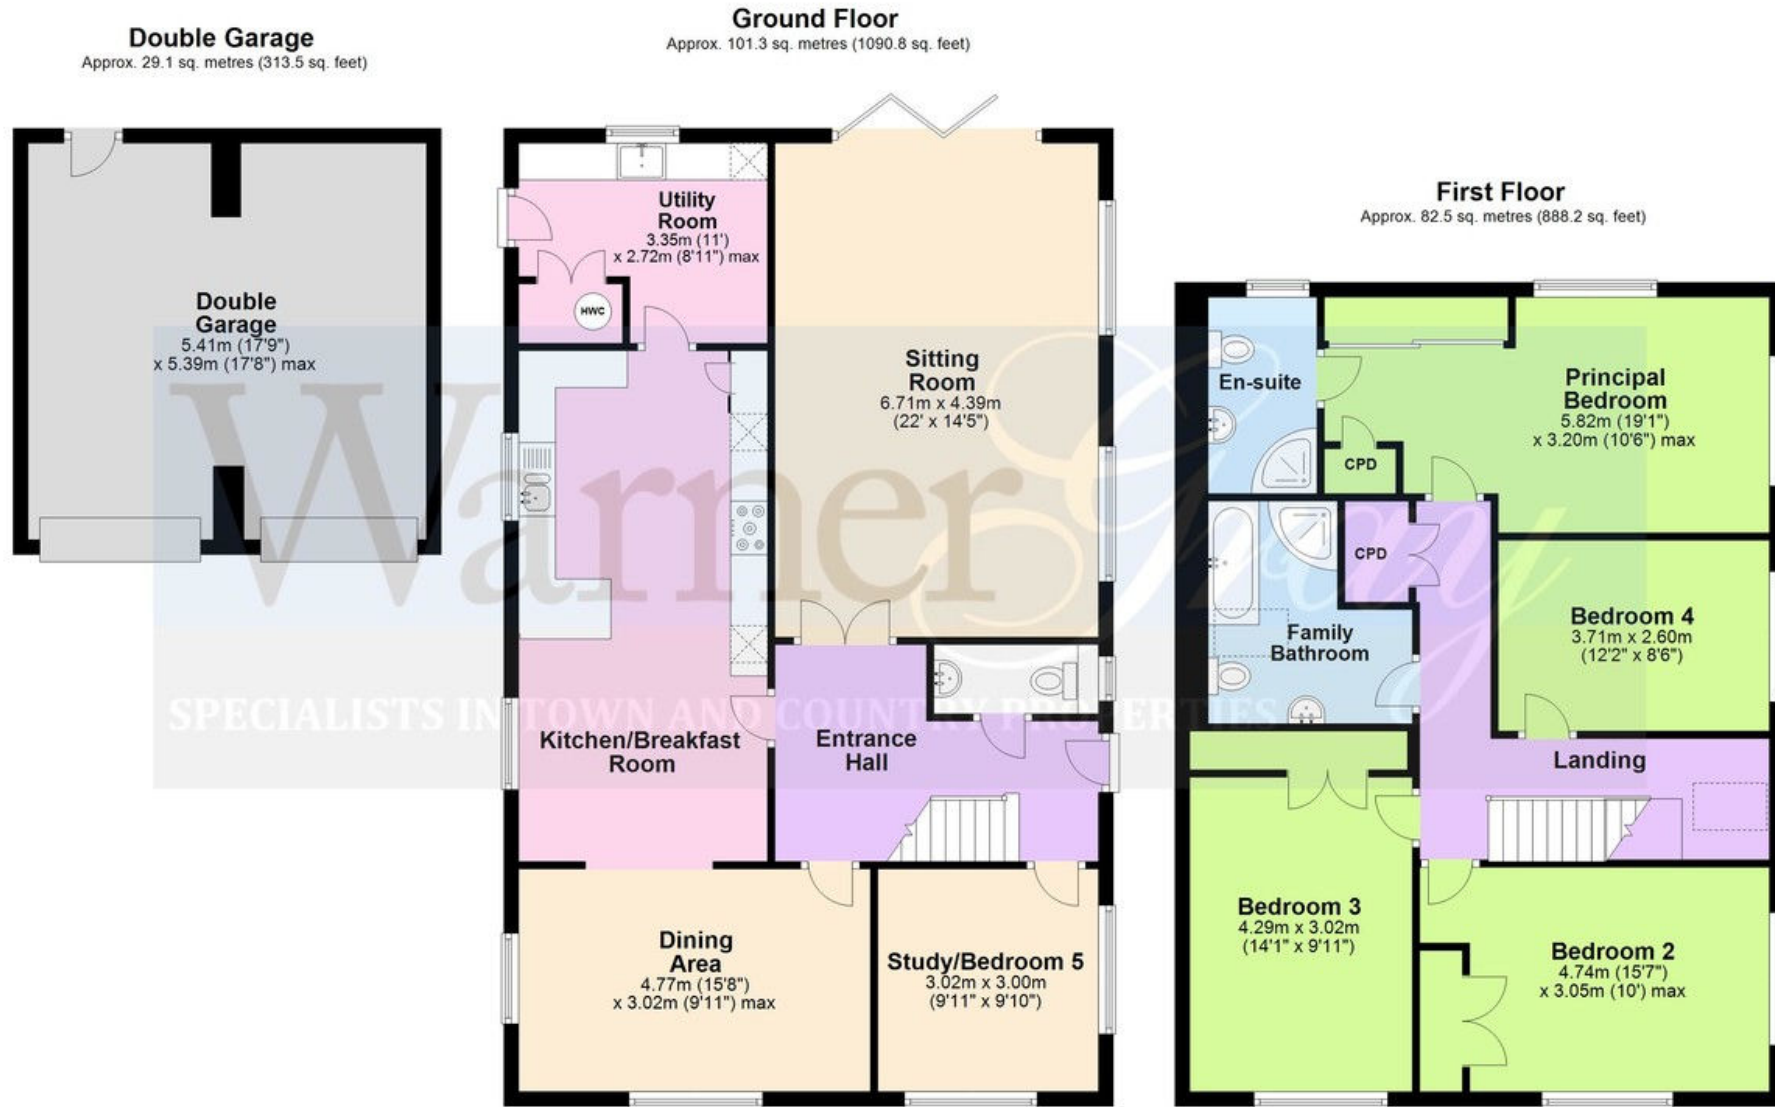 Double Garage
Approx. 29.1 sq. metres (313.5 sq. feet)
Double
Garage
5.41m (17'9")
x 5.39m (17'8") max
Ground Floor
Approx. 101.3 sq. metres (1090.8 sq. feet)
Utility
Room
3.35m (11')
x 2.72m (8'11") max
HWC
Sitting
Room
6.71m x 4.39m
(22' x 14'5")
Kitchen/Breakfast
Room
Entrance
Hall
Dining
Area
4.77m (15'8")
x 3.02m (9'11") max
Study/Bedroom 5
3.02m x 3.00m
(9'11" x 9'10")
First Floor
Approx. 82.5 sq. metres (888.2 sq. feet)
En-suite
Principal
Bedroom
5.82m (19'1")
x 3.20m (10'6") max
CPD
CPD
Bedroom 4
3.71m x 2.60m
(12'2" x 8'6")
Family
Bathroom
Landing
Bedroom 3
4.29m x 3.02m
(14'1" x 9'11")
Bedroom 2
4.74m (15'7")
x 3.05m (10') max
Warner Gray
SPECIALISTS IN TOWN AND COUNTRY PROPERTIES